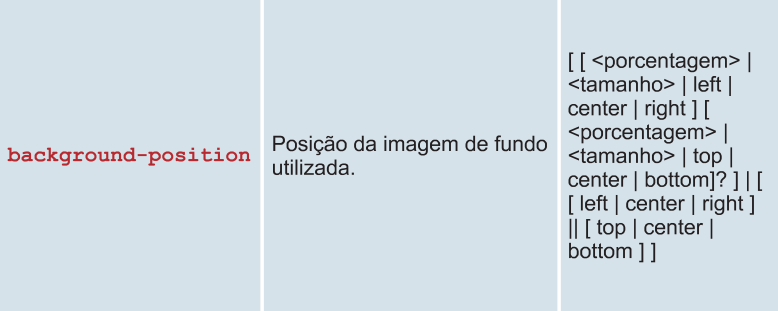 background-position
Posição da imagem de fundo
utilizada.
[ [ <porcentagem> |
<tamanho> | left |
center | right ] [
<porcentagem> |
<tamanho> | top |
center | bottom]? ] | [
[ left | center | right ]
|| [ top | center |
bottom ] ]